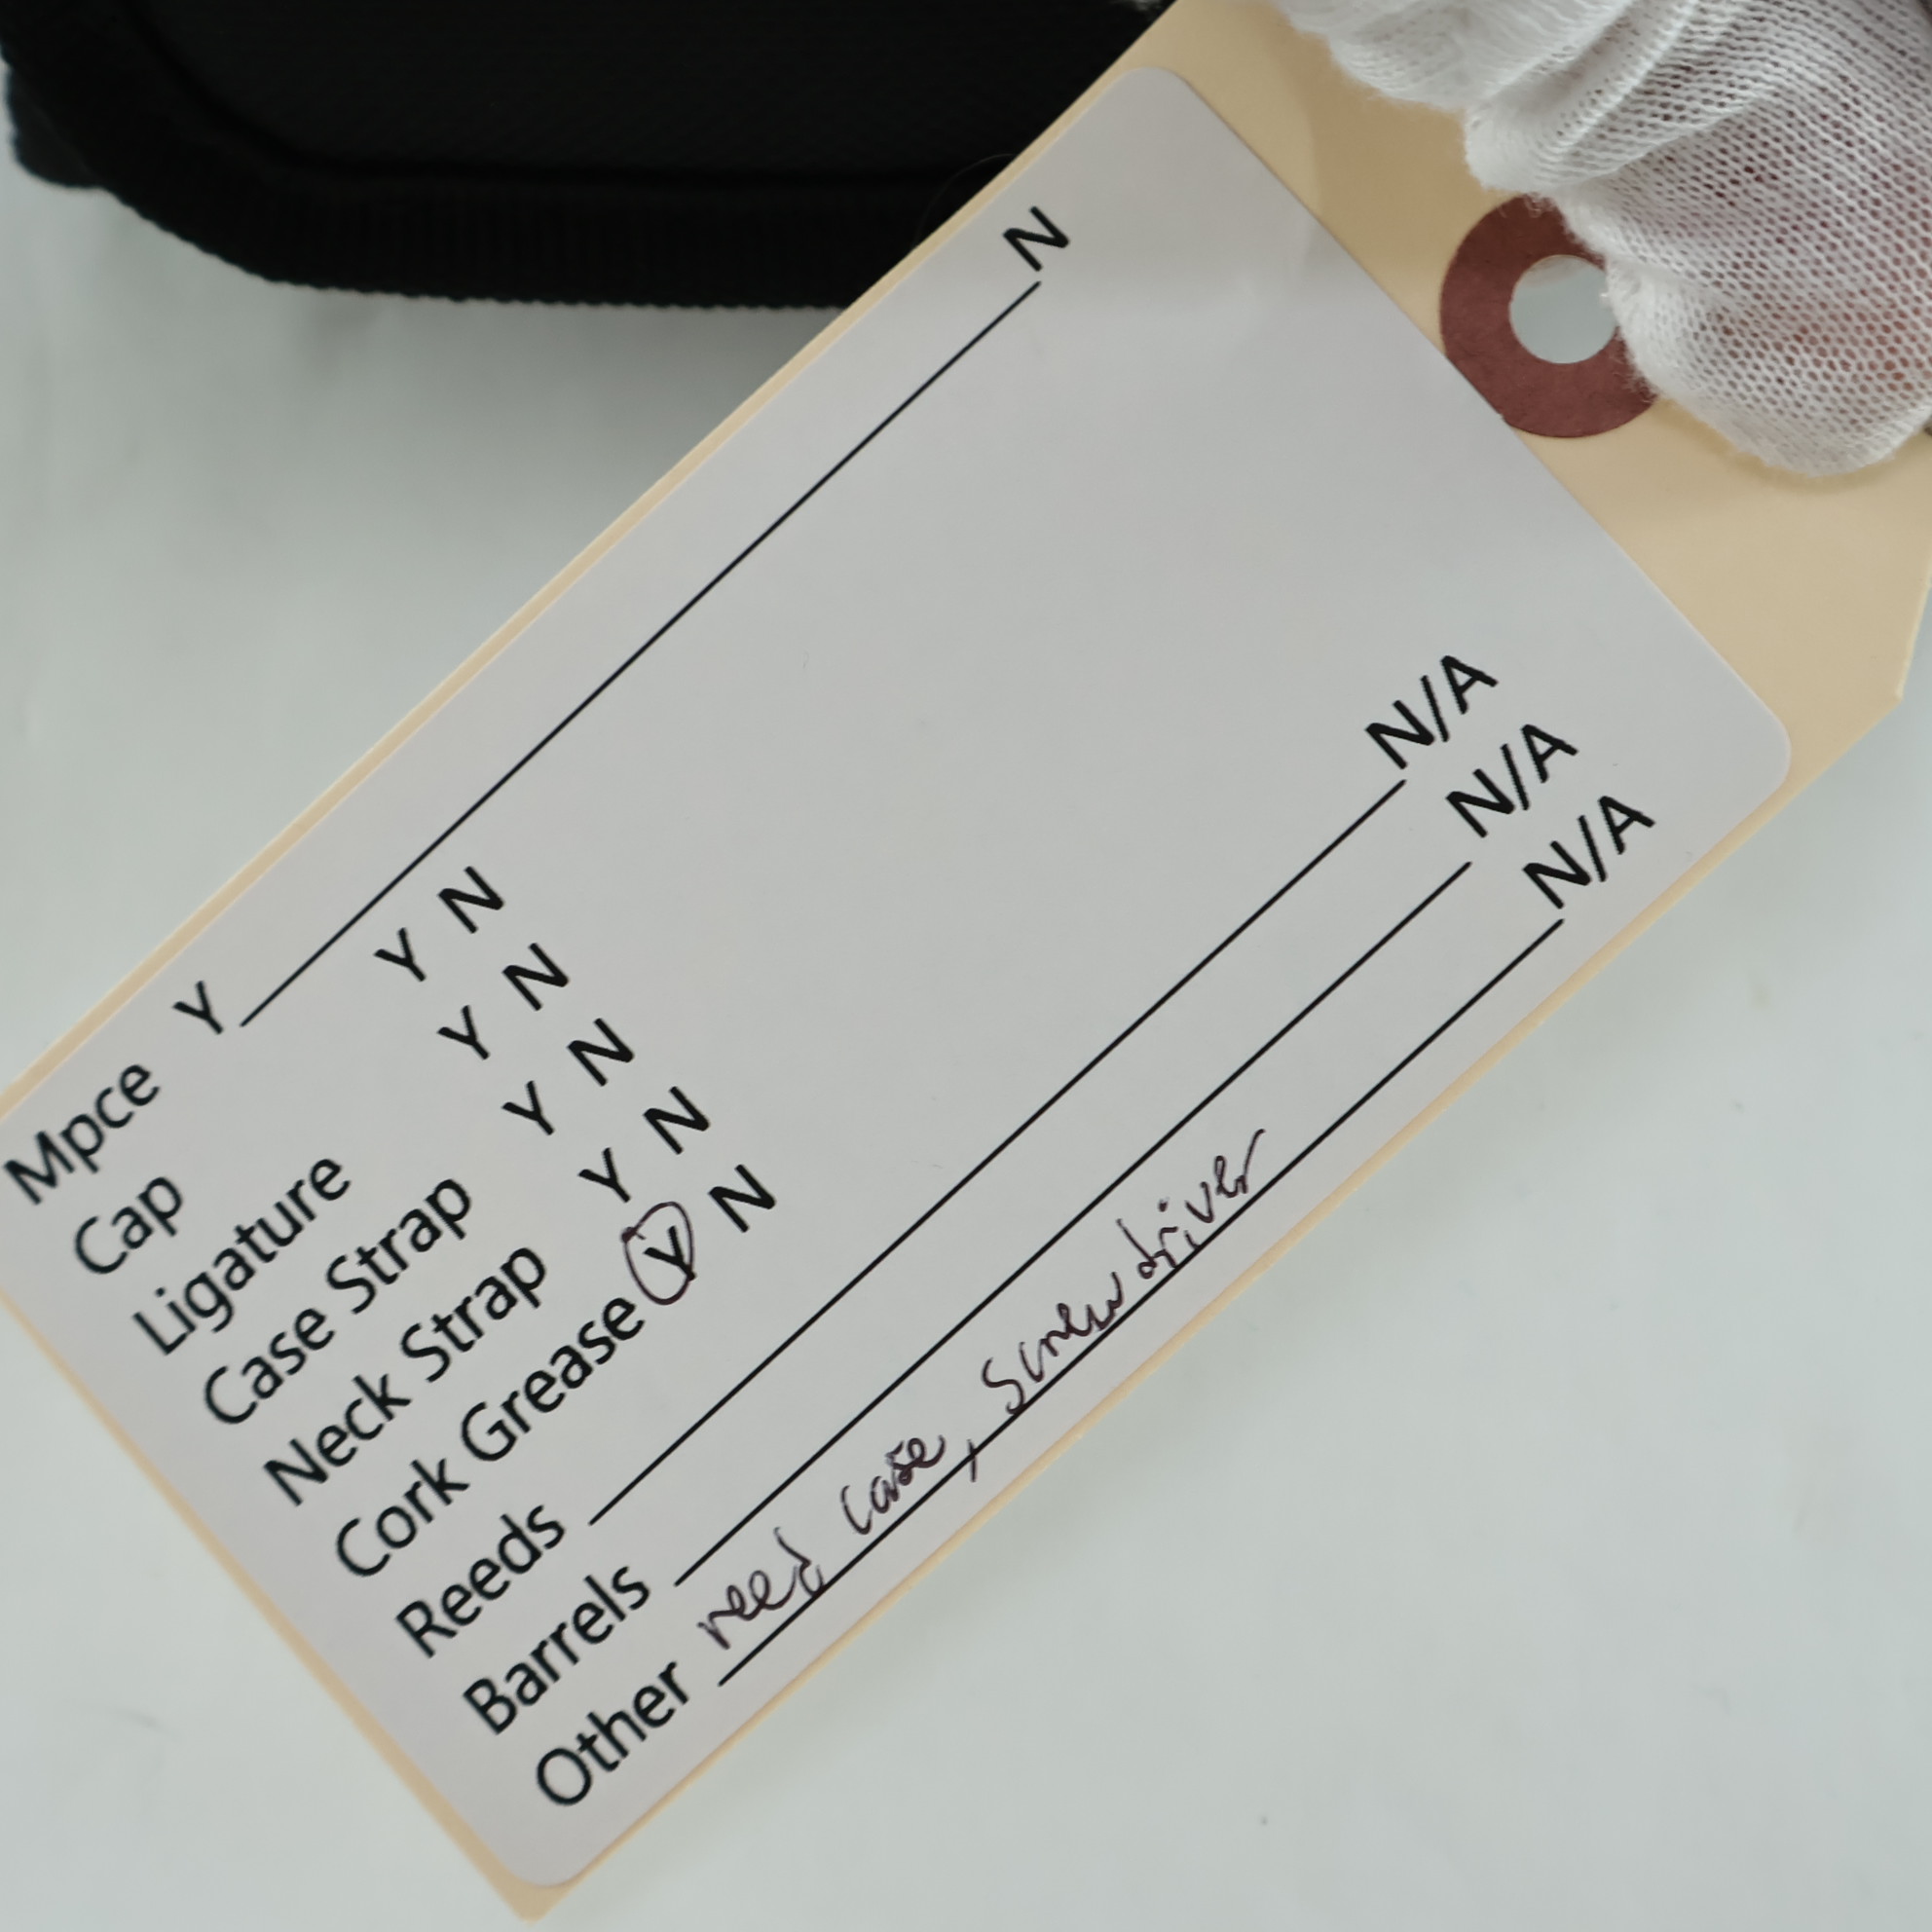 Mpce Y N
Cap Y N
Ligature Y N
Case Strap Y N
Neck Strap Y N
Cork Grease Y N
Reeds N/A
Barrels N/A
Other reed case, screwdriver N/A